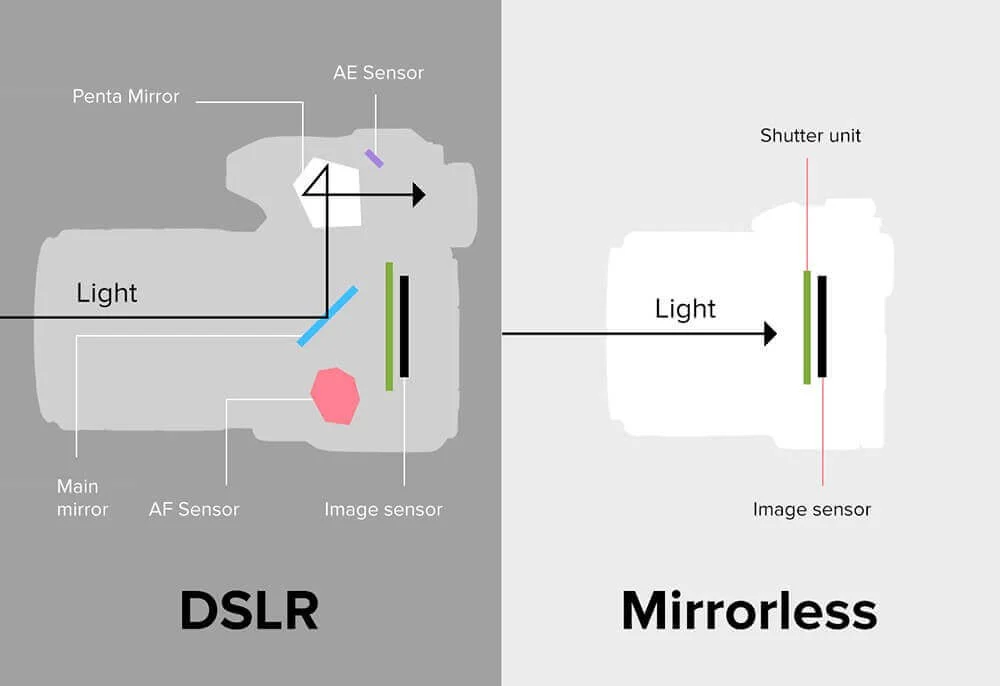 AE Sensor
Penta Mirror
Light
Main
mirror
AF Sensor
Image sensor
DSLR
Shutter unit
Light
Image sensor
Mirrorless